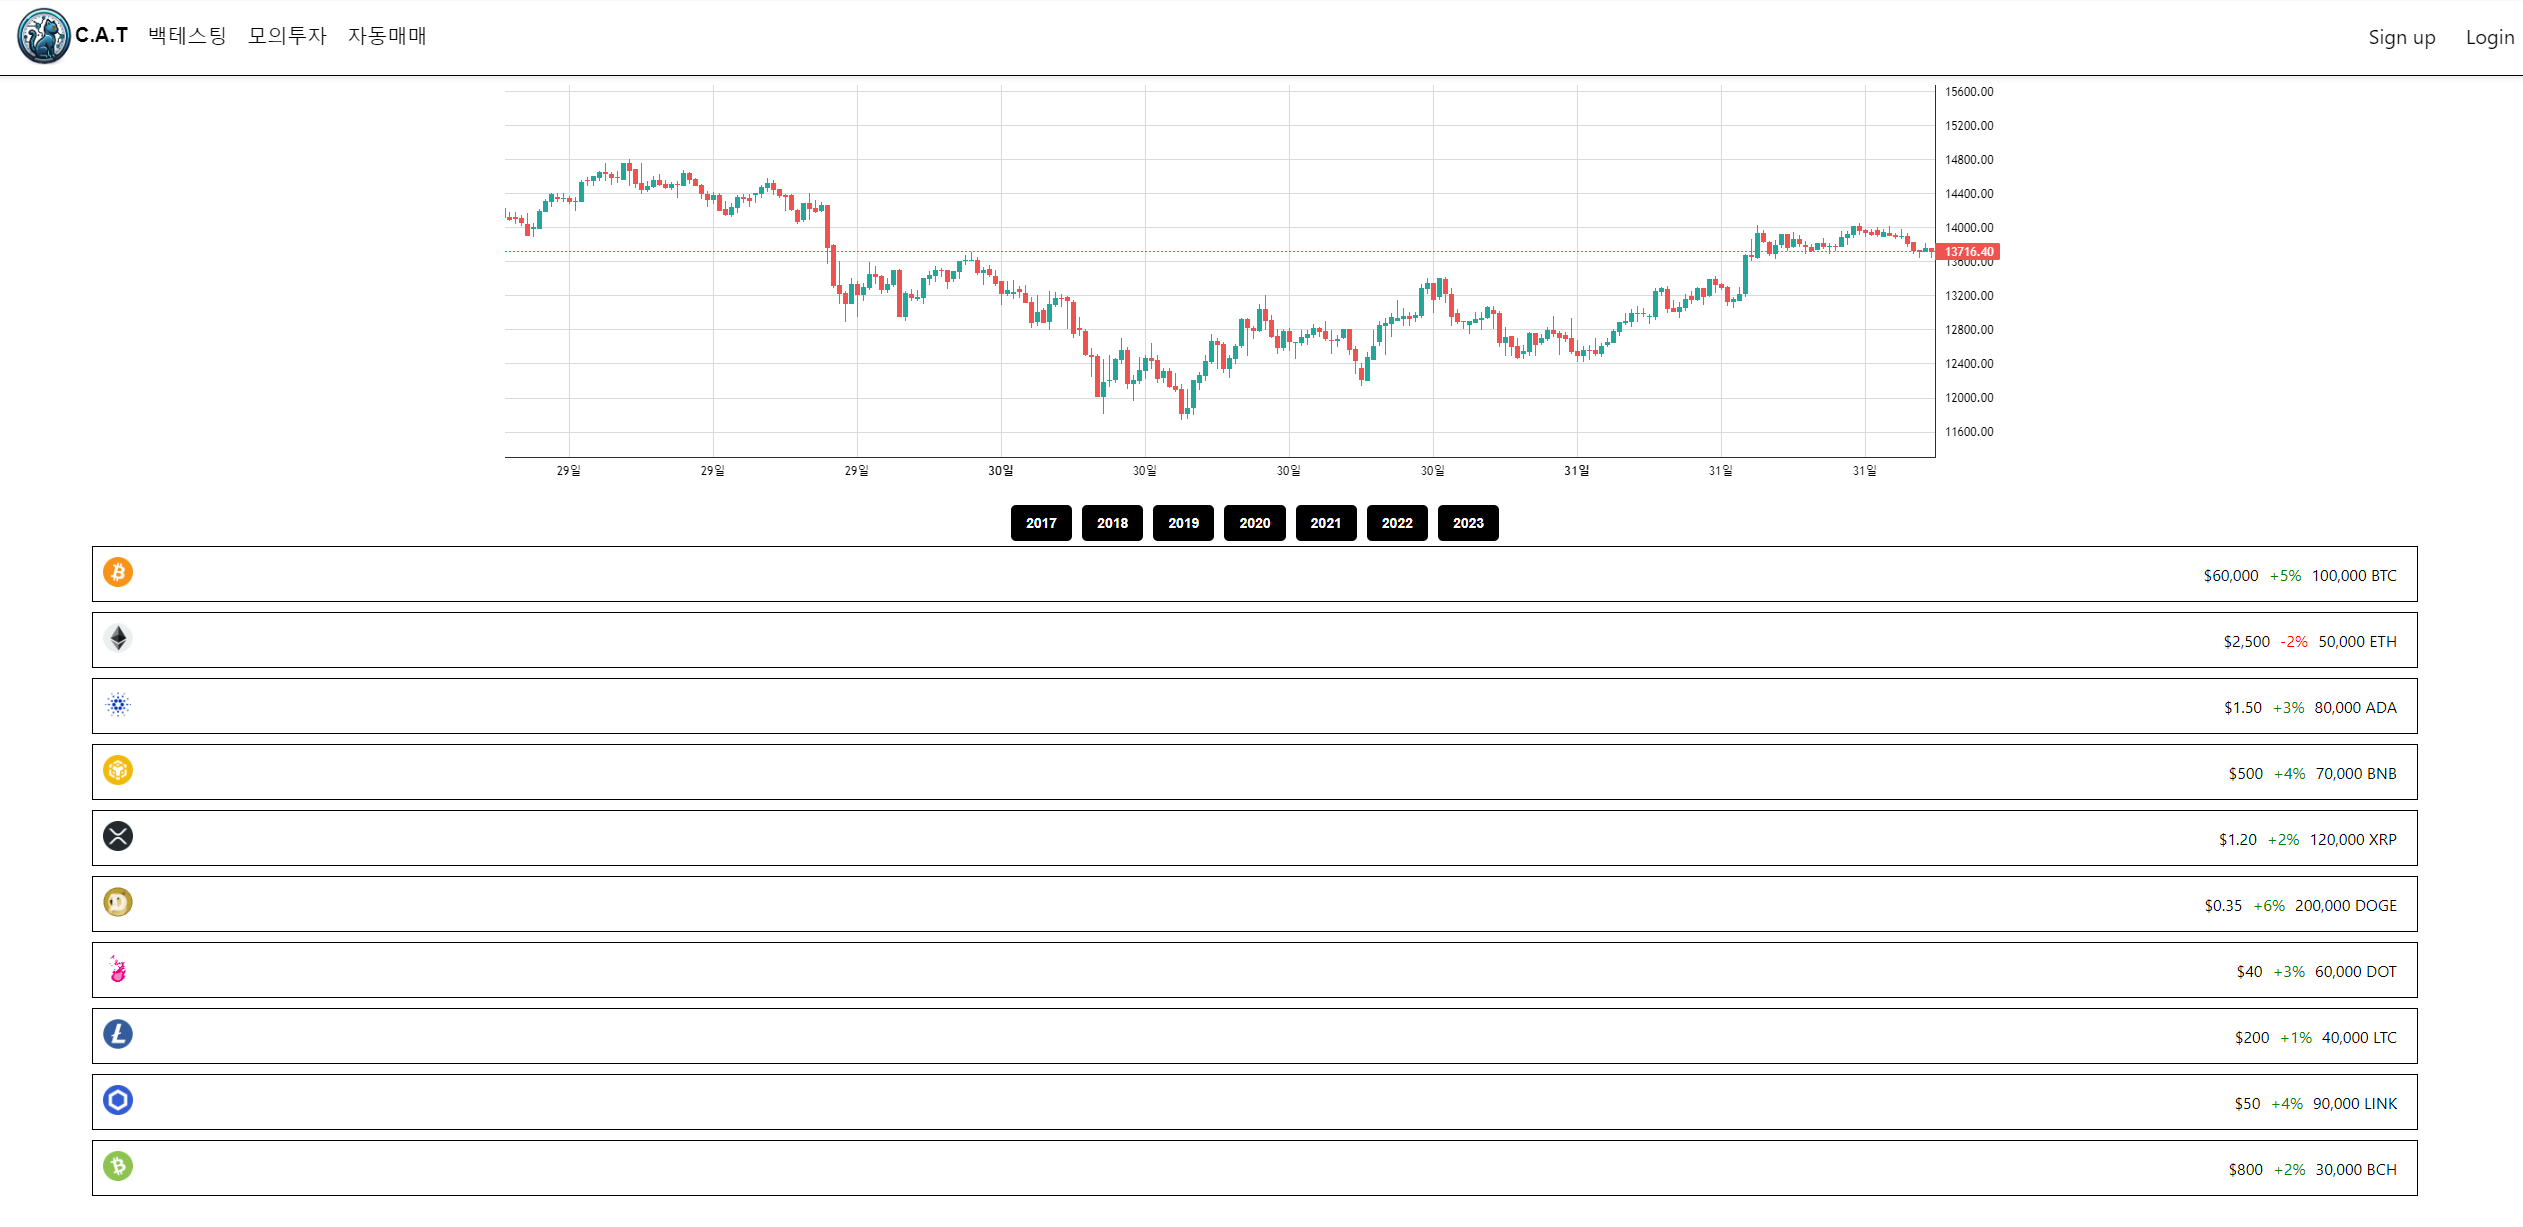 C.A.T 백테스팅 모의투자 자동매매 Sign up Login
15600.00
15200.00
14800.00
14400.00
14000.00
13716.40
13600.00
13200.00
12800.00
12400.00
12000.00
11600.00
29일 29일 29일 30일 30일 30일 30일 31일 31일 31일
2017 2018 2019 2020 2021 2022 2023
$60,000 +5% 100,000 BTC
$2,500 -2% 50,000 ETH
$1.50 +3% 80,000 ADA
$500 +4% 70,000 BNB
$1.20 +2% 120,000 XRP
$0.35 +6% 200,000 DOGE
$40 +3% 60,000 DOT
$200 +1% 40,000 LTC
$50 +4% 90,000 LINK
$800 +2% 30,000 BCH